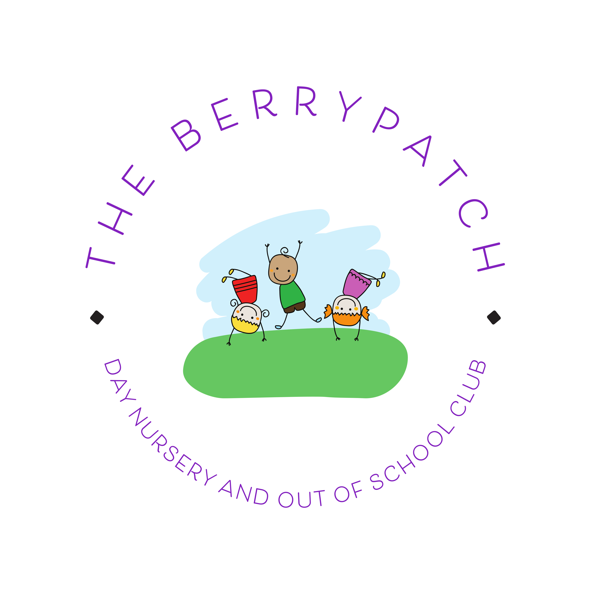 THE BERRYPATCH
DAY NURSERY AND OUT OF SCHOOL CLUB